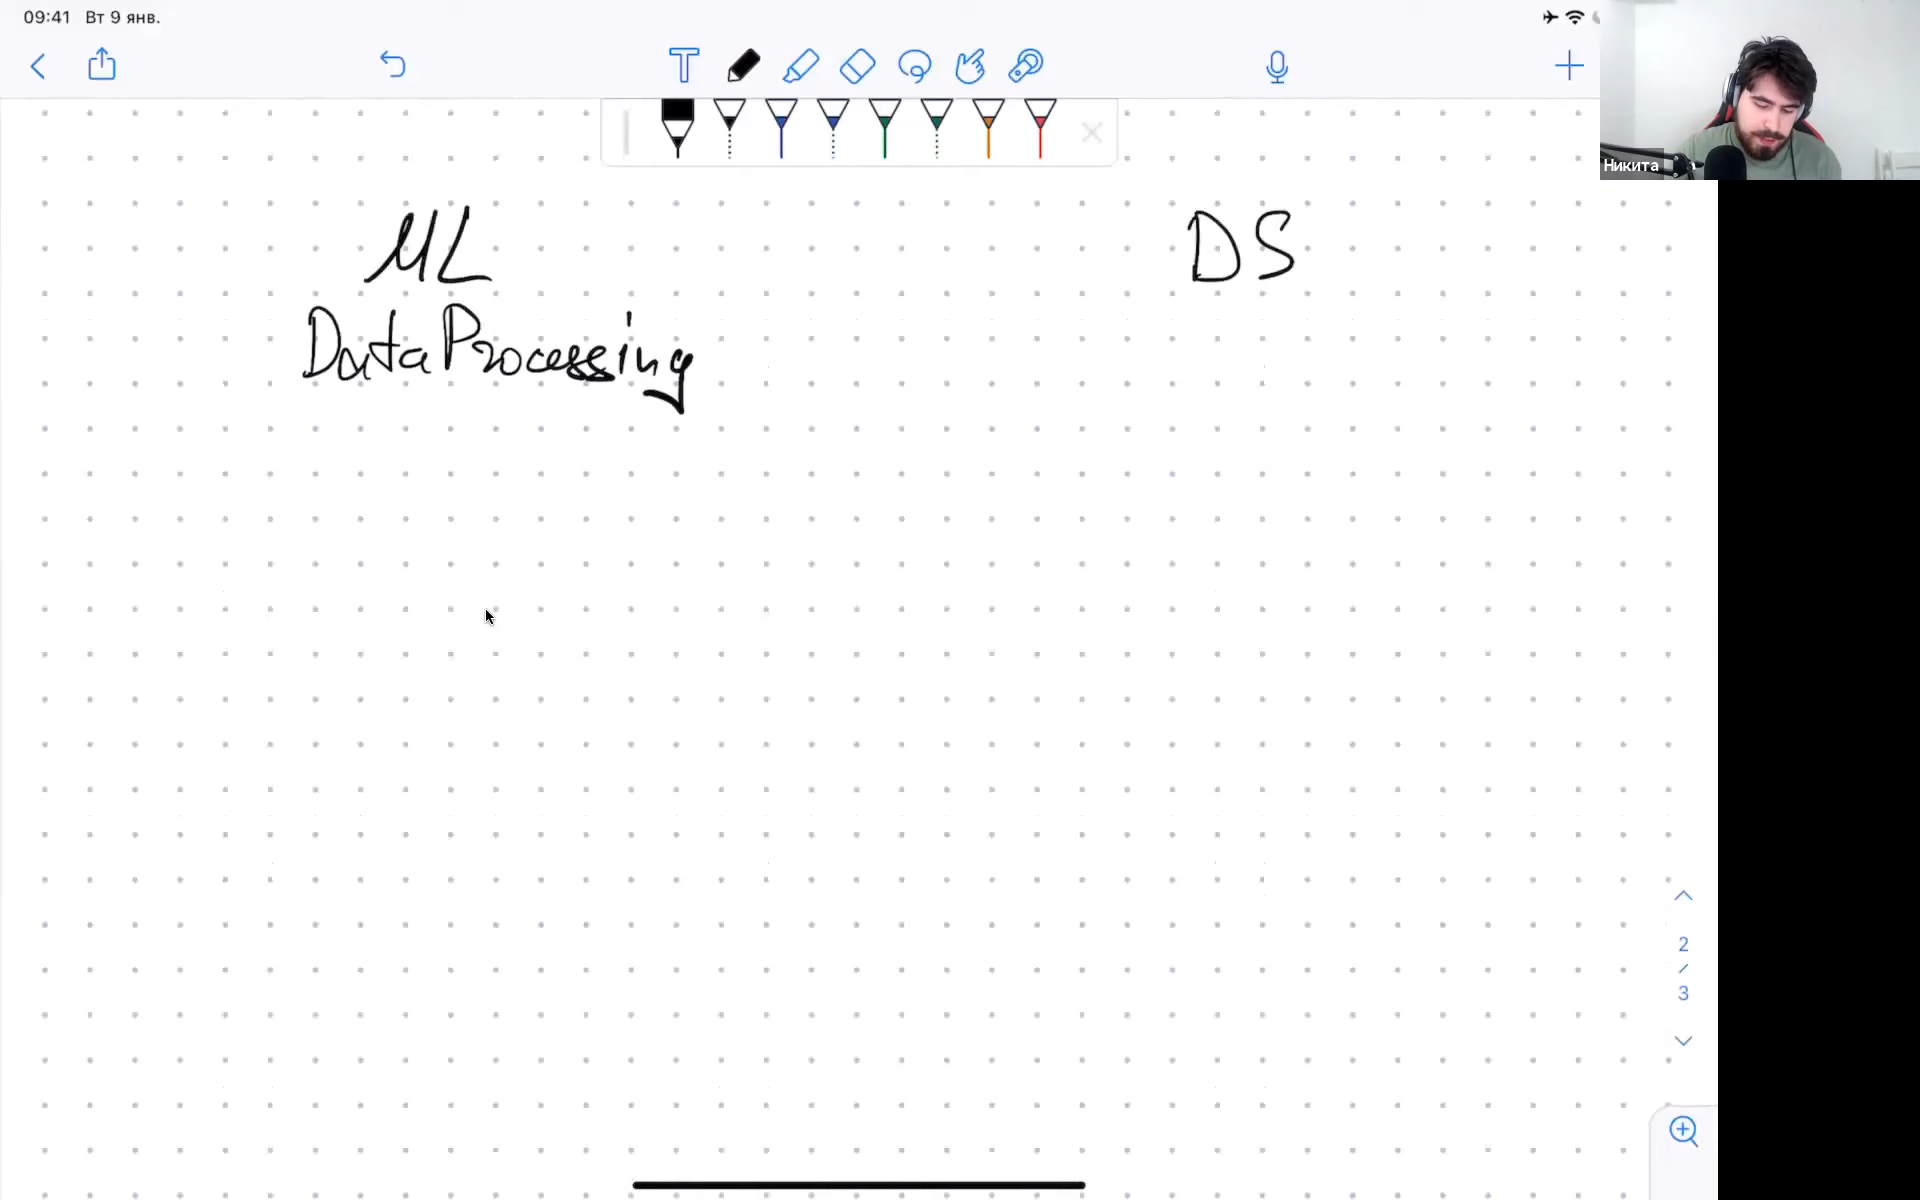 09:41 Вт 9 янв.
Никита
ML DS
Data Processing
2
/
3